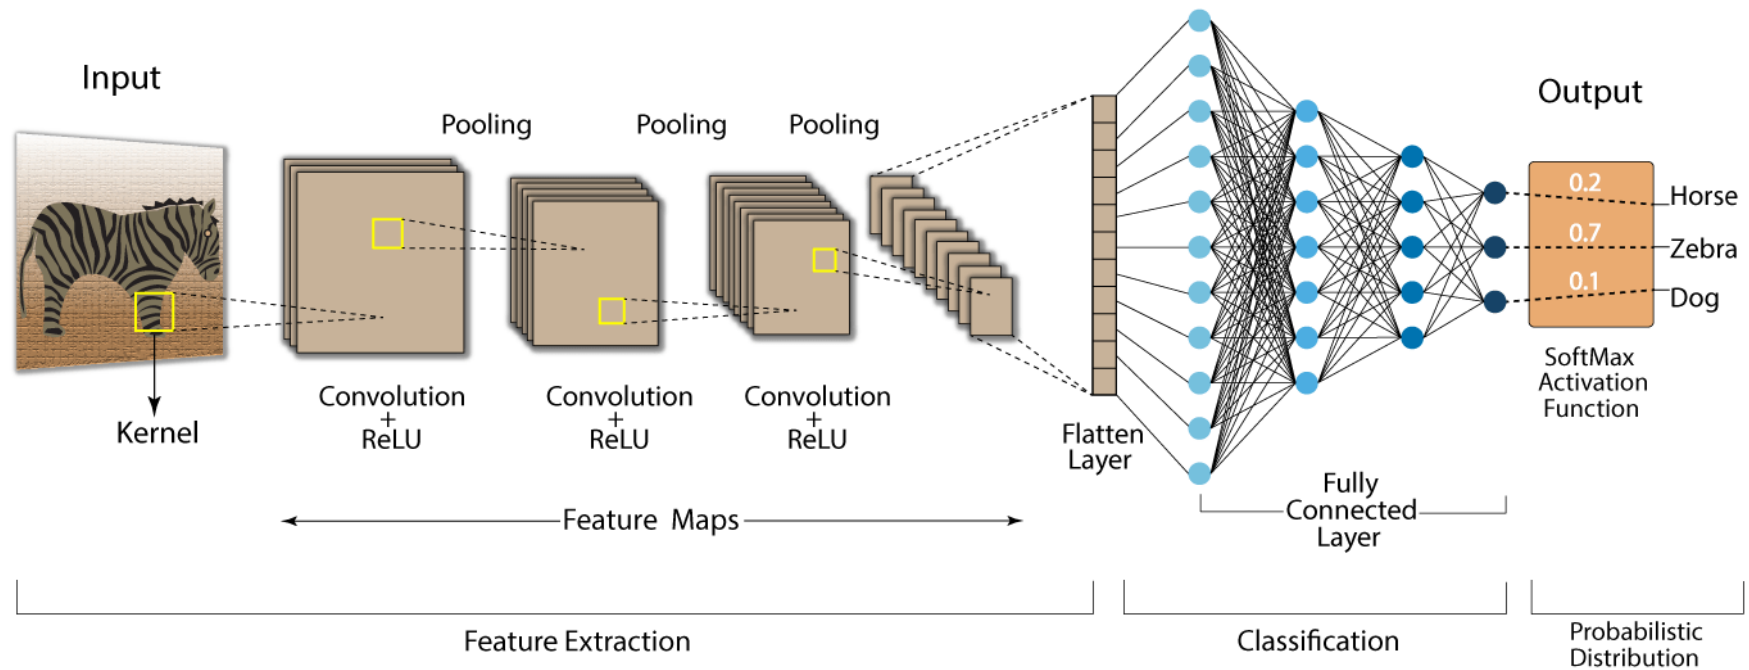 Input
Kernel
Pooling
Pooling
Pooling
Convolution
+
ReLU
Convolution
+
ReLU
Convolution
+
ReLU
Feature Maps
Flatten
Layer
Fully
Connected
Layer
Output
0.2
Horse
0.7
Zebra
0.1
Dog
SoftMax
Activation
Function
Feature Extraction
Classification
Probabilistic
Distribution